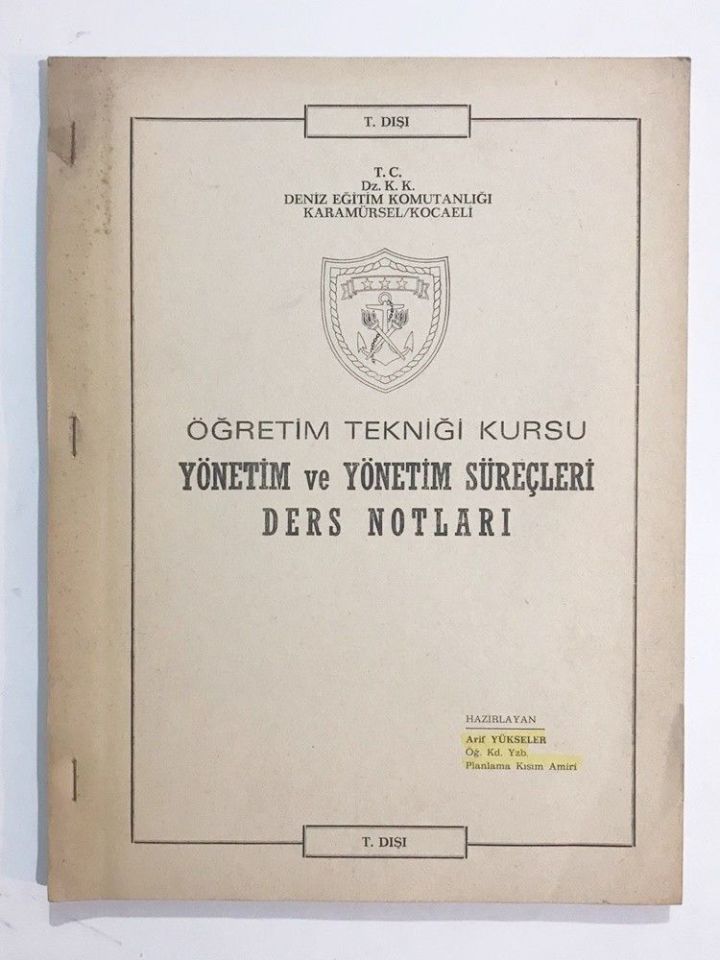 T. DIŞI
T. C.
Dz. K. K.
DENİZ EĞİTİM KOMUTANLIĞI
KARAMÜRSEL/KOCAELİ
ÖĞRETİM TEKNİĞİ KURSU
YÖNETİM ve YÖNETİM SÜREÇLERİ
DERS NOTLARI
HAZIRLAYAN
Arif YÜKSELER
Öğ. Kd. Yzb.
Planlama Kısım Amiri
T. DIŞI